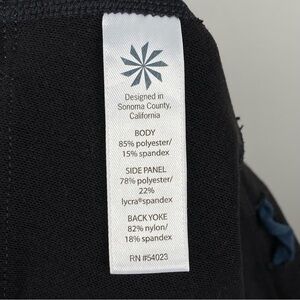 Designed in
Sonoma County,
California
BODY
85% polyester/
15% spandex
SIDE PANEL
78% polyester/
22%
lycra®spandex
BACK YOKE
82% nylon/
18% spandex
RN #54023